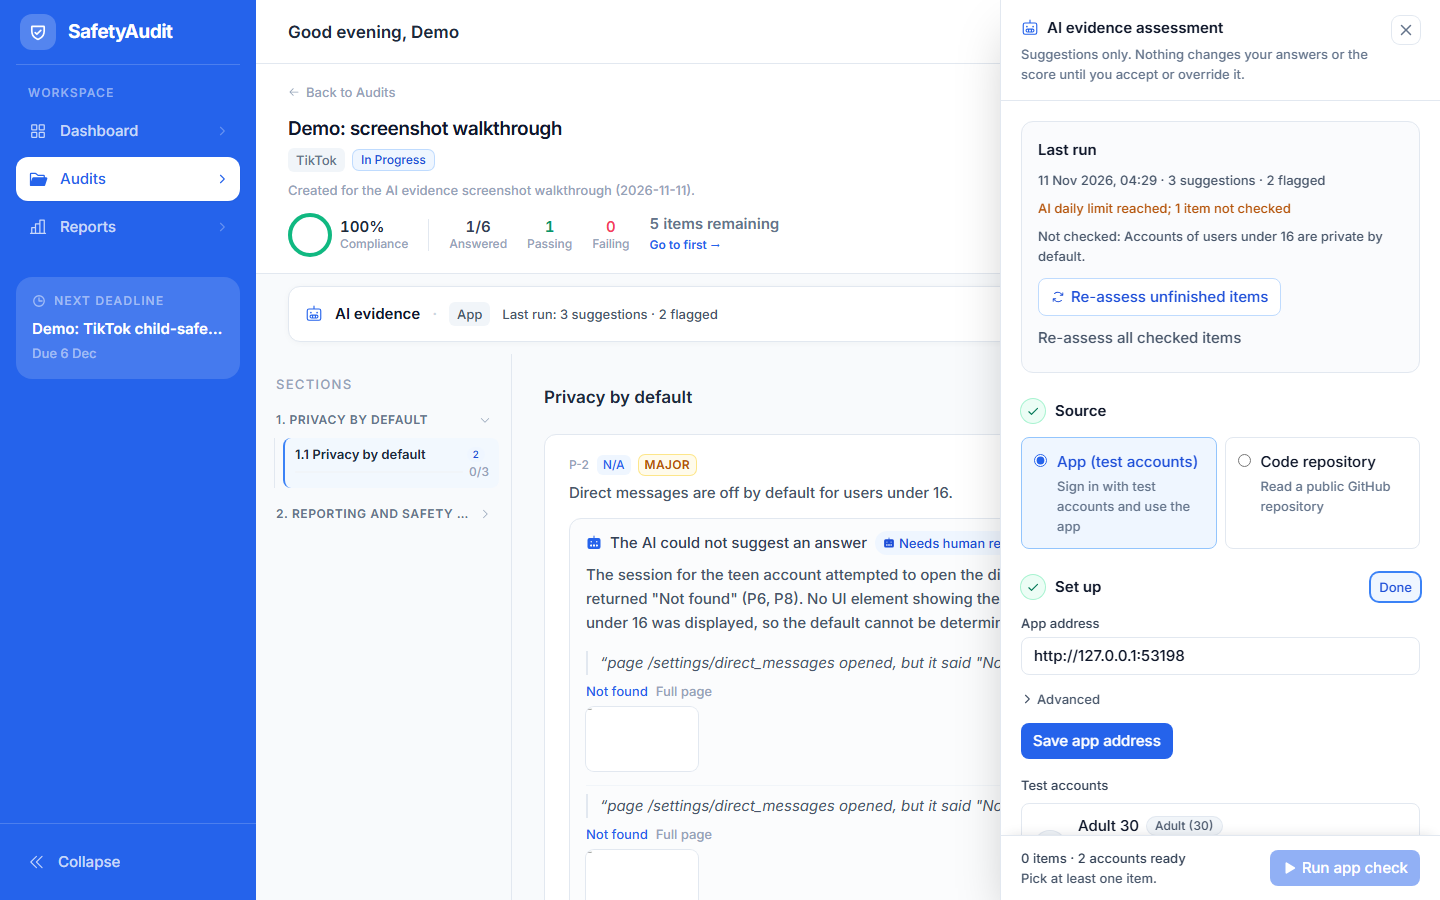 SafetyAudit
WORKSPACE
Dashboard
Audits
Reports
NEXT DEADLINE
Demo: TikTok child-safe...
Due 6 Dec
Collapse
Good evening, Demo
← Back to Audits
Demo: screenshot walkthrough
TikTok In Progress
Created for the AI evidence screenshot walkthrough (2026-11-11).
100%
Compliance
1/6
Answered
1
Passing
0
Failing
5 items remaining
Go to first →
AI evidence · App Last run: 3 suggestions · 2 flagged
SECTIONS
1. PRIVACY BY DEFAULT
1.1 Privacy by default 2
0/3
2. REPORTING AND SAFETY ...
Privacy by default
P-2 N/A MAJOR
Direct messages are off by default for users under 16.
The AI could not suggest an answer Needs human re
The session for the teen account attempted to open the di
returned "Not found" (P6, P8). No UI element showing the
under 16 was displayed, so the default cannot be determin
“page /settings/direct_messages opened, but it said "No
Not found Full page
“page /settings/direct_messages opened, but it said "No
Not found Full page
AI evidence assessment
Suggestions only. Nothing changes your answers or the
score until you accept or override it.
Last run
11 Nov 2026, 04:29 · 3 suggestions · 2 flagged
AI daily limit reached; 1 item not checked
Not checked: Accounts of users under 16 are private by
default.
Re-assess unfinished items
Re-assess all checked items
Source
App (test accounts)
Sign in with test
accounts and use the
app
Code repository
Read a public GitHub
repository
Set up Done
App address
http://127.0.0.1:53198
Advanced
Save app address
Test accounts
Adult 30 Adult (30)
0 items · 2 accounts ready
Pick at least one item.
Run app check